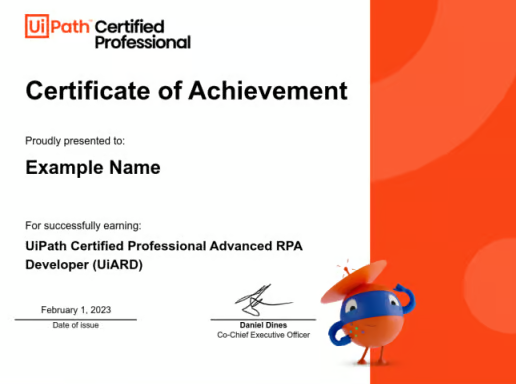 UiPath™ Certified
Professional
Certificate of Achievement
Proudly presented to:
Example Name
For successfully earning:
UiPath Certified Professional Advanced RPA
Developer (UiARD)
February 1, 2023
Date of issue
Daniel Dines
Co-Chief Executive Officer